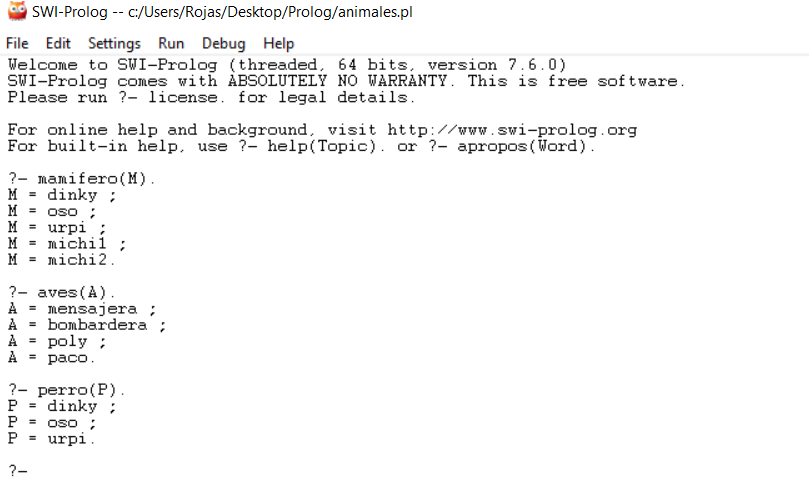 SWI-Prolog -- c:/Users/Rojas/Desktop/Prolog/animales.pl
File Edit Settings Run Debug Help
Welcome to SWI-Prolog (threaded, 64 bits, version 7.6.0)
SWI-Prolog comes with ABSOLUTELY NO WARRANTY. This is free software.
Please run ?- license. for legal details.

For online help and background, visit http://www.swi-prolog.org
For built-in help, use ?- help(Topic). or ?- apropos(Word).

?- mamifero(M).
M = dinky ;
M = oso ;
M = urpi ;
M = michi1 ;
M = michi2.

?- aves(A).
A = mensajera ;
A = bombardera ;
A = poly ;
A = paco.

?- perro(P).
P = dinky ;
P = oso ;
P = urpi.

?-